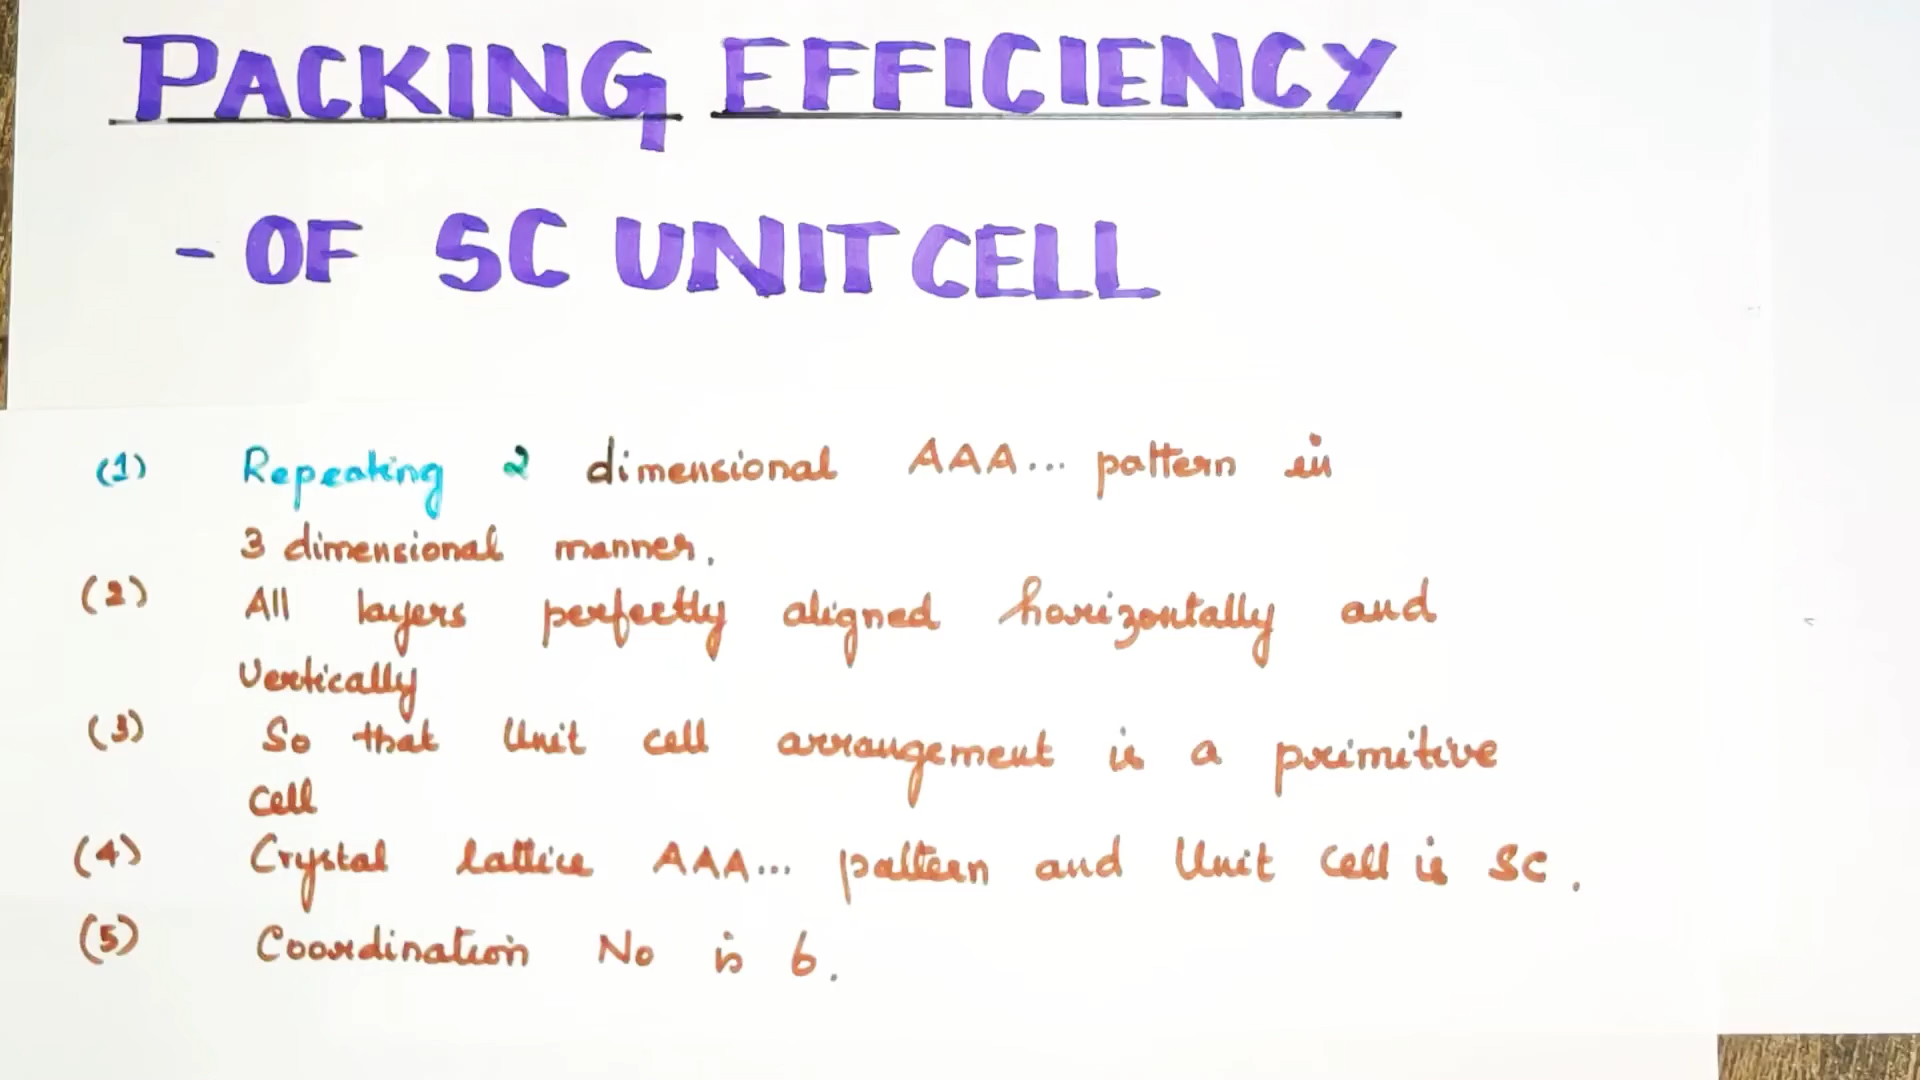 PACKING EFFICIENCY
- OF SC UNIT CELL
(1) Repeating 2 dimensional AAA... pattern in
3 dimensional manner.
(2) All layers perfectly aligned horizontally and
Vertically
(3) So that Unit cell arrangement is a primitive
Cell
(4) Crystal lattice AAA... pattern and Unit Cell is SC.
(5) Coordination No is 6.